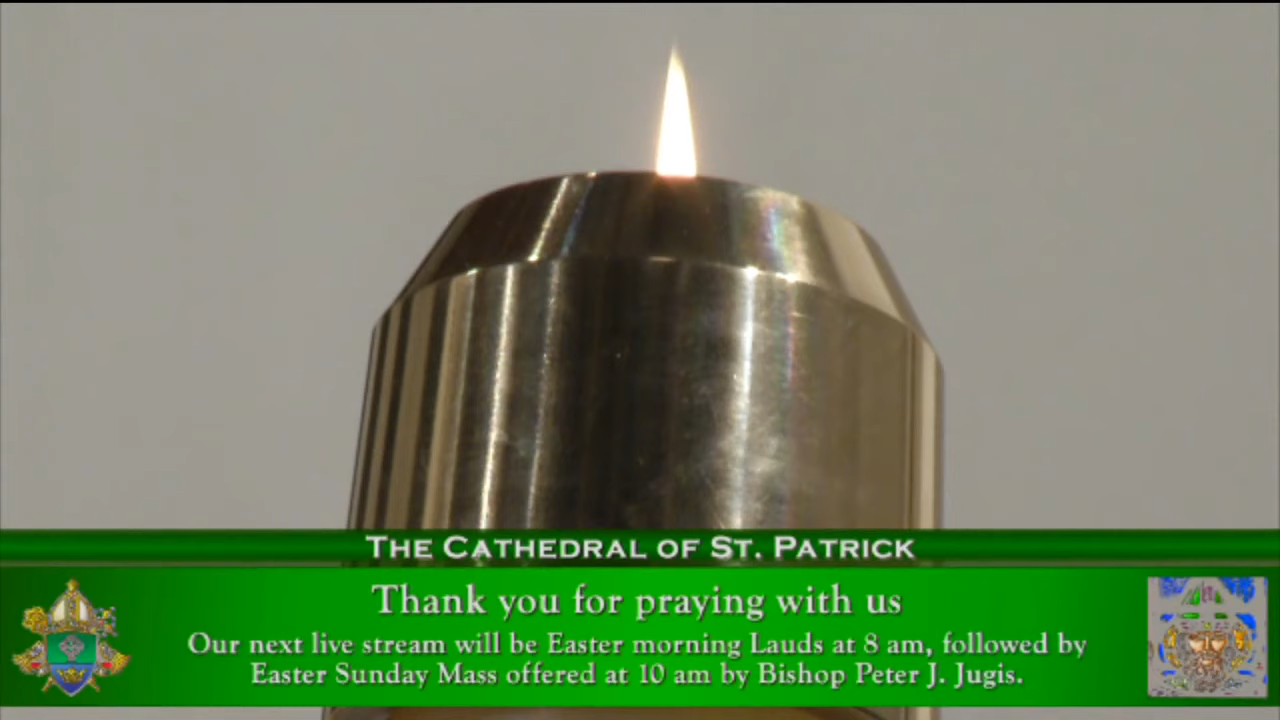 THE CATHEDRAL OF ST. PATRICK
Thank you for praying with us
Our next live stream will be Easter morning Lauds at 8 am, followed by
Easter Sunday Mass offered at 10 am by Bishop Peter J. Jugis.